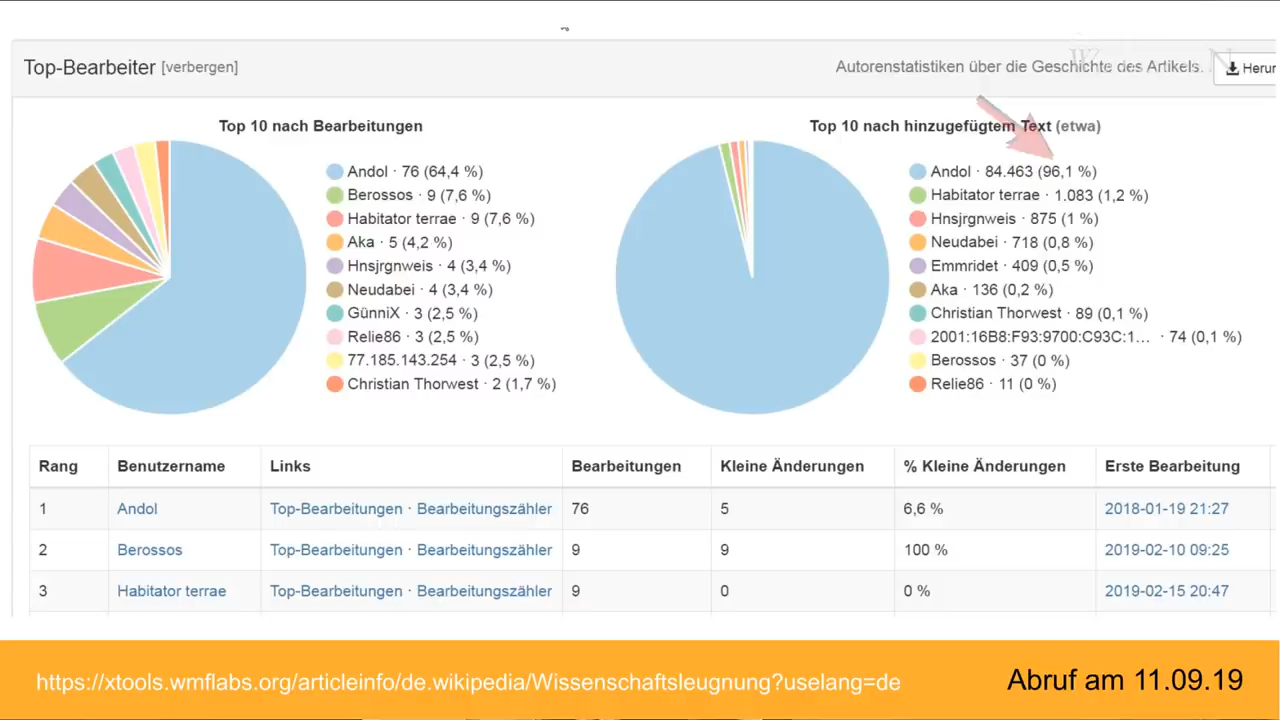 Top-Bearbeiter [verbergen]
Autorenstatistiken über die Geschichte des Artikels.
Herun
Top 10 nach Bearbeitungen
Andol · 76 (64,4 %)
Berossos · 9 (7,6 %)
Habitator terrae · 9 (7,6 %)
Aka · 5 (4,2 %)
Hnsjrgnweis · 4 (3,4 %)
Neudabei · 4 (3,4 %)
GünniX · 3 (2,5 %)
Relie86 · 3 (2,5 %)
77.185.143.254 · 3 (2,5 %)
Christian Thorwest · 2 (1,7 %)
Top 10 nach hinzugefügtem Text (etwa)
Andol · 84.463 (96,1 %)
Habitator terrae · 1.083 (1,2 %)
Hnsjrgnweis · 875 (1 %)
Neudabei · 718 (0,8 %)
Emmridet · 409 (0,5 %)
Aka · 136 (0,2 %)
Christian Thorwest · 89 (0,1 %)
2001:16B8:F93:9700:C93C:1... · 74 (0,1 %)
Berossos · 37 (0 %)
Relie86 · 11 (0 %)
Rang Benutzername Links Bearbeitungen Kleine Änderungen % Kleine Änderungen Erste Bearbeitung
1 Andol Top-Bearbeitungen · Bearbeitungszähler 76 5 6,6 % 2018-01-19 21:27
2 Berossos Top-Bearbeitungen · Bearbeitungszähler 9 9 100 % 2019-02-10 09:25
3 Habitator terrae Top-Bearbeitungen · Bearbeitungszähler 9 0 0 % 2019-02-15 20:47
https://xtools.wmflabs.org/articleinfo/de.wikipedia/Wissenschaftsleugnung?uselang=de
Abruf am 11.09.19